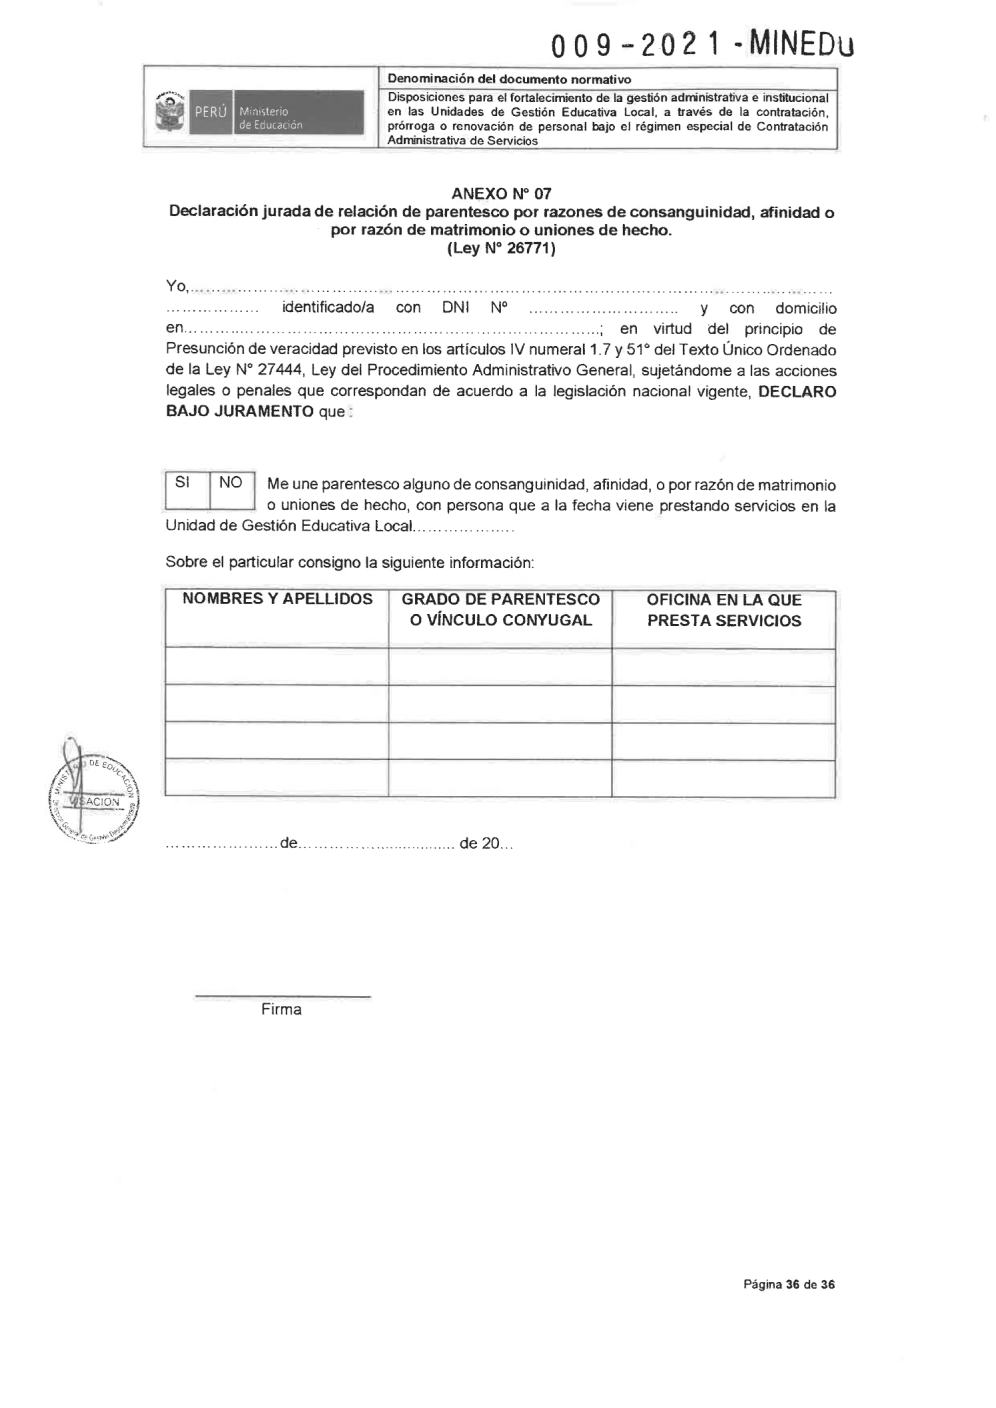 009-2021-MINEDU
PERÚ
Ministerio
de Educación
Denominación del documento normativo
Disposiciones para el fortalecimiento de la gestión administrativa e institucional
en las Unidades de Gestión Educativa Local, a través de la contratación,
prórroga o renovación de personal bajo el régimen especial de Contratación
Administrativa de Servicios
ANEXO N° 07
Declaración jurada de relación de parentesco por razones de consanguinidad, afinidad o
por razón de matrimonio o uniones de hecho.
(Ley N° 26771)
Yo,........................................................................................................
.................. identificado/a con DNI Nº ............................. y con domicilio
en.................................................................................; en virtud del principio de
Presunción de veracidad previsto en los artículos IV numeral 1.7 y 51° del Texto Único Ordenado
de la Ley N° 27444, Ley del Procedimiento Administrativo General, sujetándome a las acciones
legales o penales que correspondan de acuerdo a la legislación nacional vigente, DECLARO
BAJO JURAMENTO que :
SI NO Me une parentesco alguno de consanguinidad, afinidad, o por razón de matrimonio
o uniones de hecho, con persona que a la fecha viene prestando servicios en la
Unidad de Gestión Educativa Local....................
Sobre el particular consigno la siguiente información:
NOMBRES Y APELLIDOS
GRADO DE PARENTESCO
O VÍNCULO CONYUGAL
OFICINA EN LA QUE
PRESTA SERVICIOS
MINISTERIO DE EDUCACIÓN
VISACION
......................de.............................. de 20...
Firma
Página 36 de 36